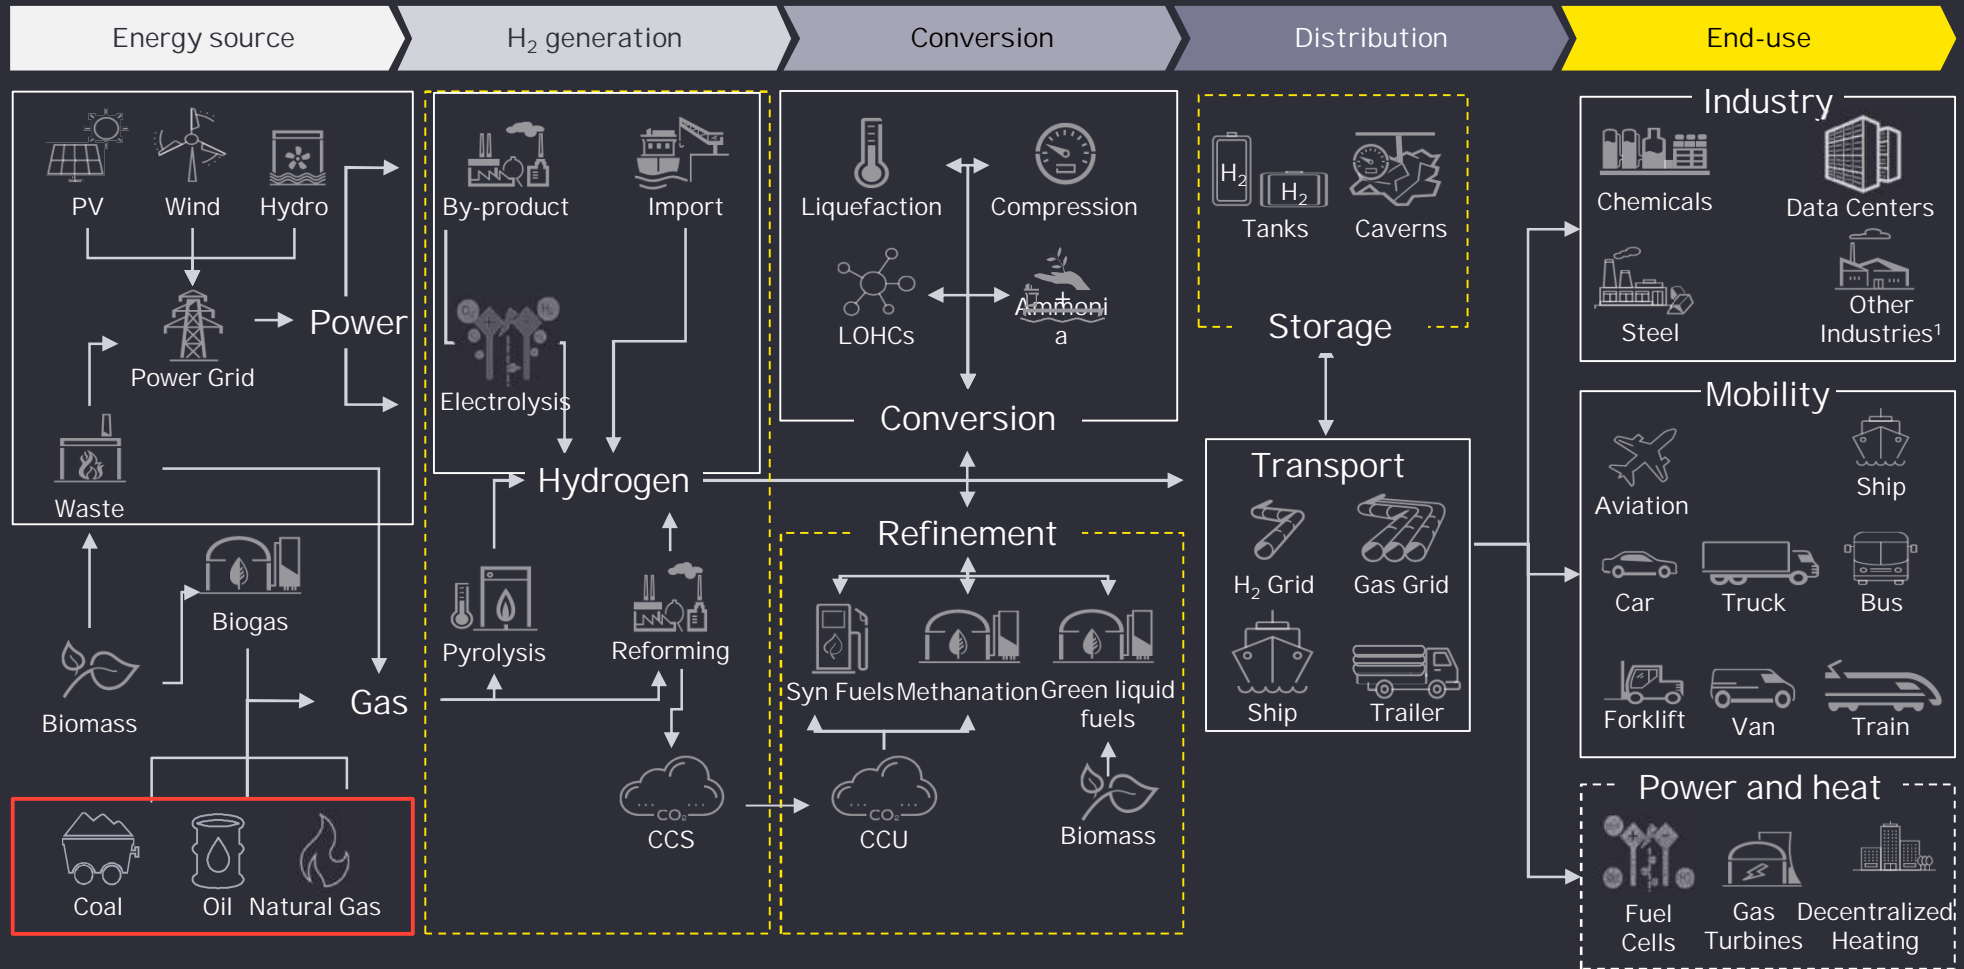 Energy source
H₂ generation
Conversion
Distribution
End-use
PV
Wind
Hydro
Power Grid
Power
Waste
Biogas
Biomass
Gas
Coal
Oil
Natural Gas
By-product
Import
Electrolysis
Hydrogen
Pyrolysis
Reforming
CO₂
CCS
Liquefaction
Compression
LOHCs
Ammoni
a
Conversion
Refinement
Syn Fuels
Methanation
Green liquid
fuels
CO₂
CCU
Biomass
H₂
H₂
Tanks
Caverns
Storage
Transport
H₂ Grid
Gas Grid
Ship
Trailer
Industry
Chemicals
Data Centers
Steel
Other
Industries¹
Mobility
Aviation
Ship
Car
Truck
Bus
Forklift
Van
Train
Power and heat
Fuel
Cells
Gas
Turbines
Decentralized
Heating